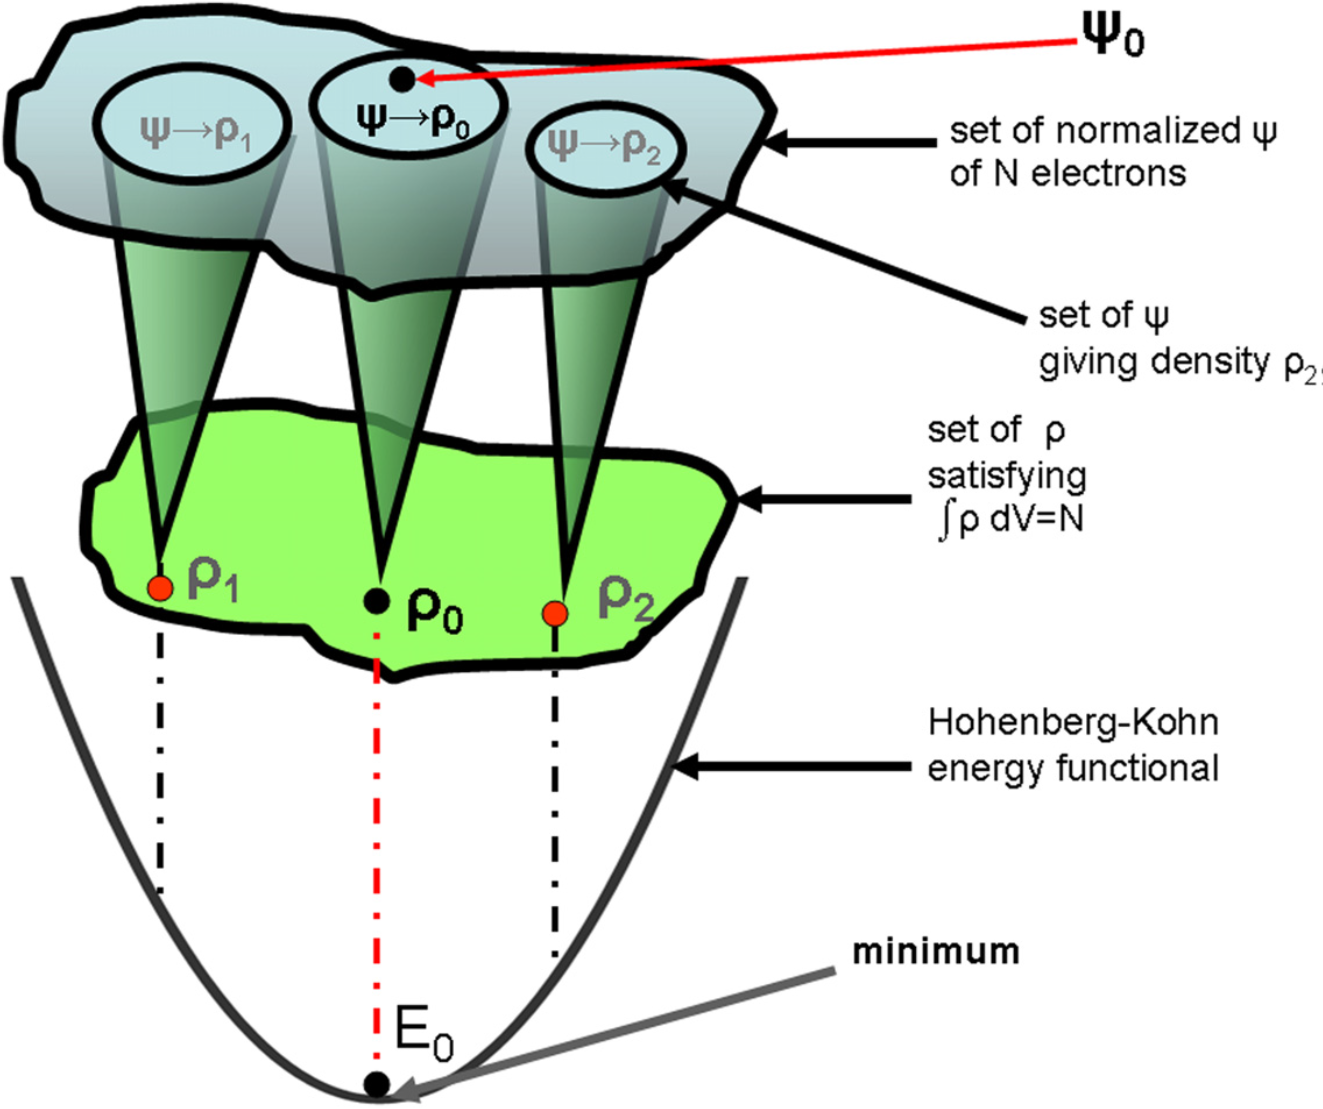 Ψ₀
ψ→ρ₁
ψ→ρ₀
ψ→ρ₂
set of normalized ψ
of N electrons
set of ψ
giving density ρ₂,
set of ρ
satisfying
∫ρ dV=N
ρ₁
ρ₀
ρ₂
Hohenberg-Kohn
energy functional
minimum
E₀